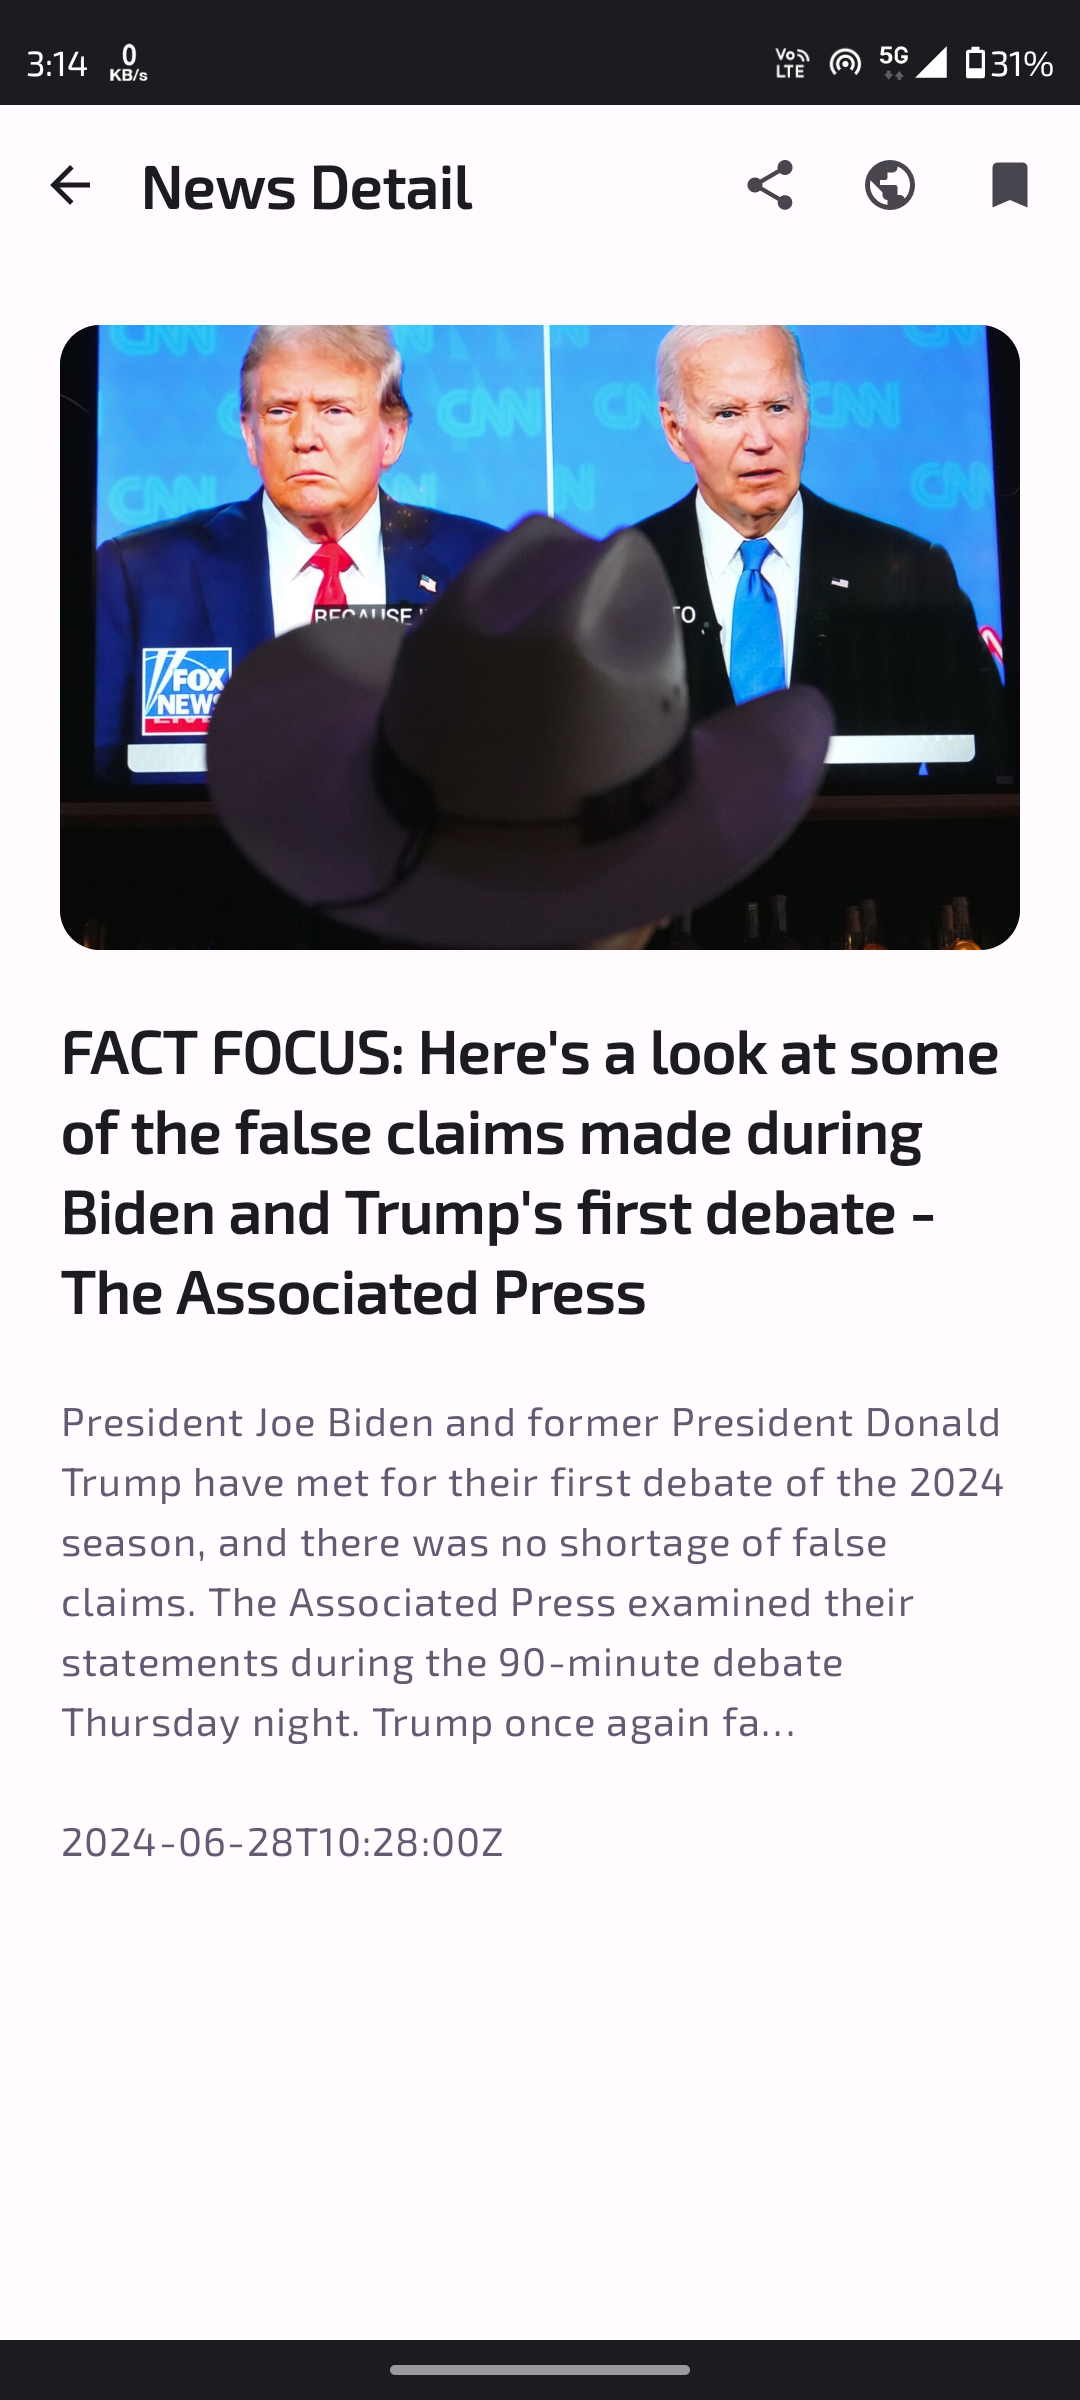 3:14 0 KB/s Vo LTE 5G 31%
News Detail
CNN CNN
CNN CNN
CNN
BECAUSE TO
FOX
NEWS
LIVE
FACT FOCUS: Here's a look at some
of the false claims made during
Biden and Trump's first debate -
The Associated Press
President Joe Biden and former President Donald
Trump have met for their first debate of the 2024
season, and there was no shortage of false
claims. The Associated Press examined their
statements during the 90-minute debate
Thursday night. Trump once again fa...
2024-06-28T10:28:00Z